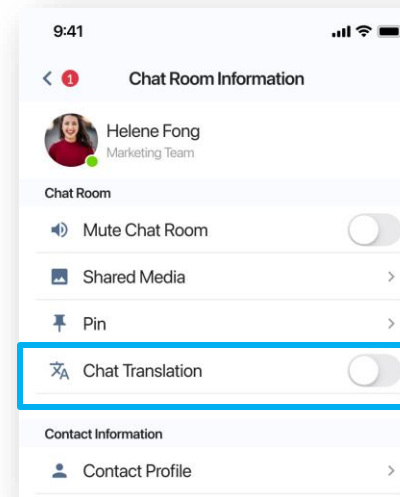 9:41
1
Chat Room Information
Helene Fong
Marketing Team
Chat Room
Mute Chat Room
Shared Media
Pin
Chat Translation
Contact Information
Contact Profile